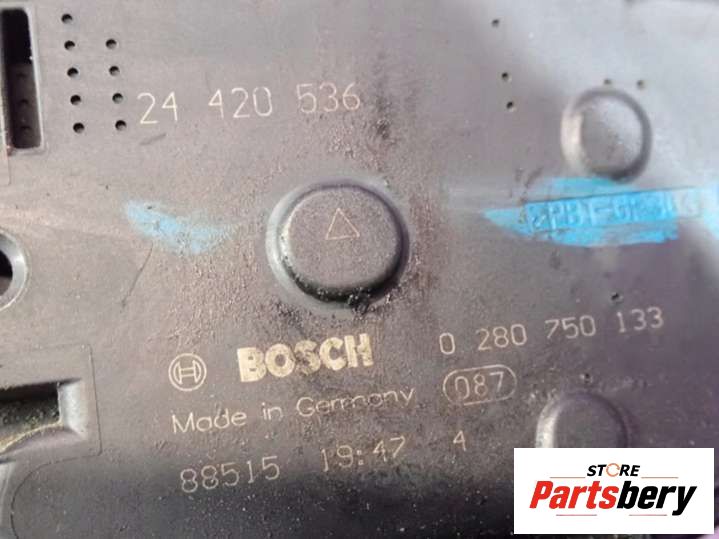 24 420 536
BOSCH 0 280 750 133
Made in Germany 087
88515 19:47 4
STORE
Partsbery